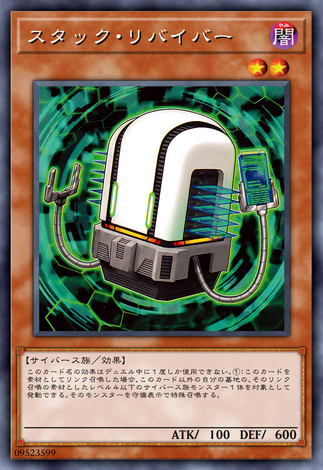 スタック・リバイバー
闇
やみ
【サイバース族／効果】
このカード名の効果はデュエル中に１度しか使用できない。①：このカードを
素材としてリンク召喚した場合、このカード以外の自分の墓地の、そのリンク
召喚の素材としたレベル４以下のサイバース族モンスター１体を対象として
発動できる。そのモンスターを守備表示で特殊召喚する。
ATK/ 100 DEF/ 600
09523599